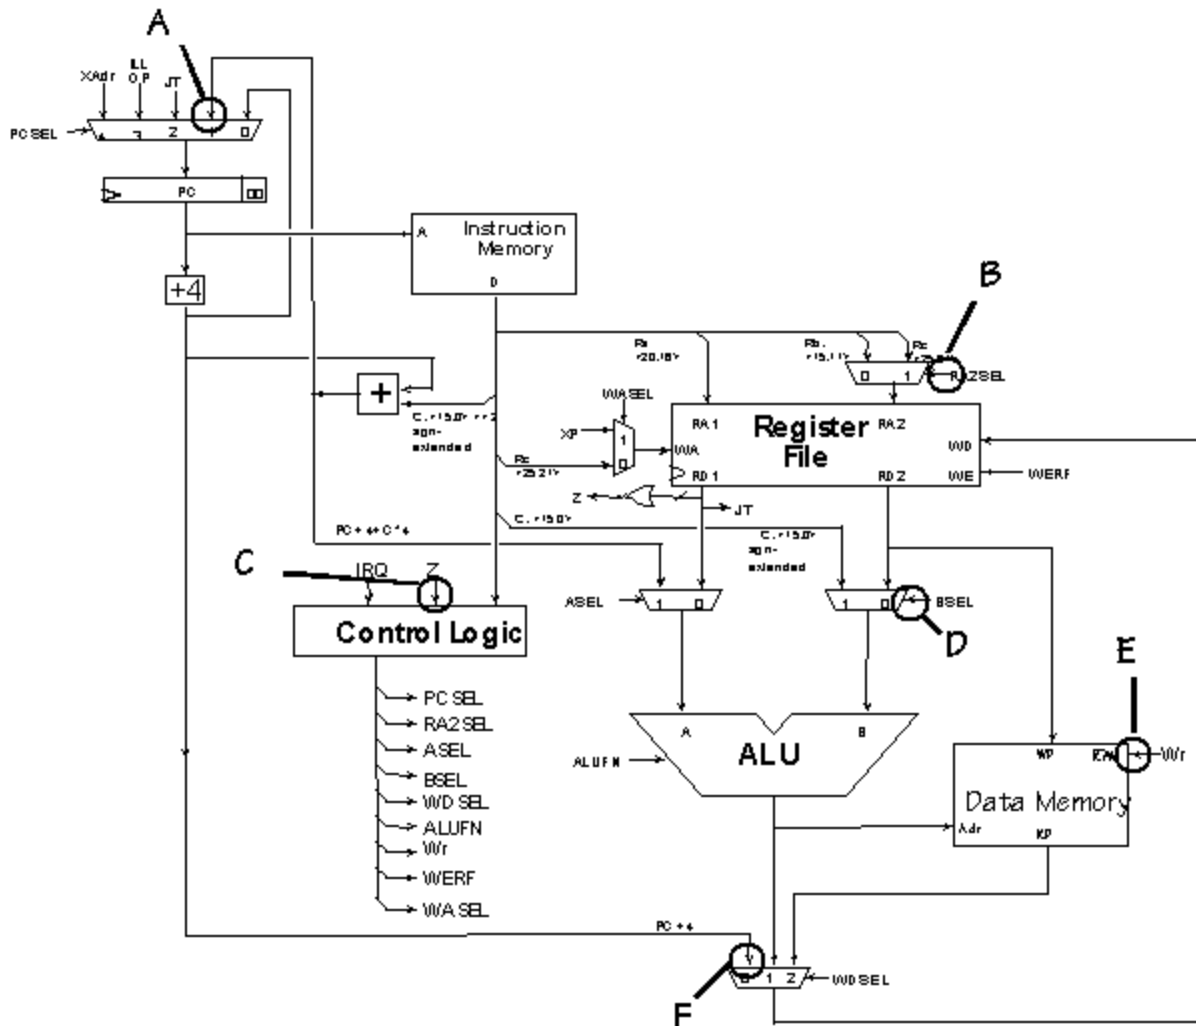 A
XAdr
ILL
OP
JT
PCSEL
2
0
PC
00
A
Instruction
Memory
D
+4
B
Ra
<20:16>
Rb:
<15:11>
Rc
0
1
RA2SEL
+
C: <15:0> <<2
sgn-
extended
WASEL
XP
1
0
Rc
<25:21>
RA1
Register
File
RA2
WA
WD
RD1
RD2
WE
WERF
Z
JT
C: <15:0>
PC+4+C*4
C: <15:0>
sgn-
extended
C
IRQ
Z
ASEL
1
0
1
0
BSEL
Control Logic
D
E
PCSEL
RA2SEL
ASEL
BSEL
WDSEL
ALUFN
Wr
WERF
WASEL
A
B
ALU
ALUFN
WD
R/W
Wr
Data Memory
Adr
RD
PC+4
0
1
2
WDSEL
F